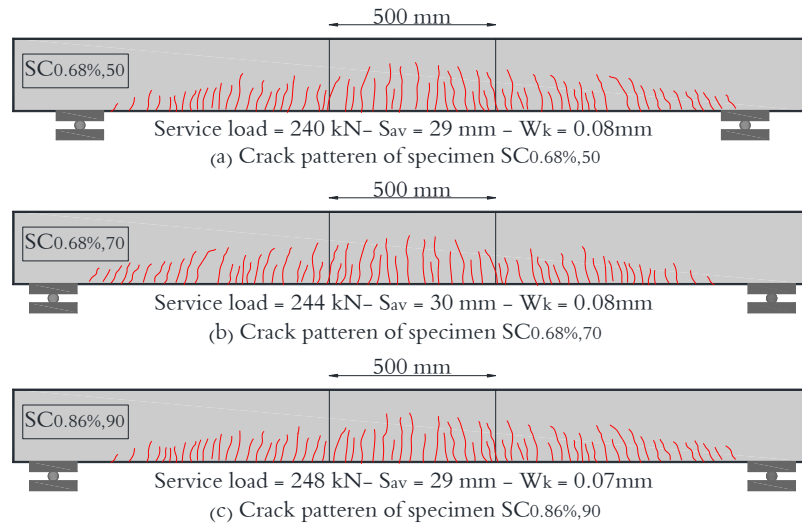 500 mm
SC0.68%,50
Service load = 240 kN- Sav = 29 mm - Wk = 0.08mm
(a) Crack patteren of specimen SC0.68%,50
500 mm
SC0.68%,70
Service load = 244 kN- Sav = 30 mm - Wk = 0.08mm
(b) Crack patteren of specimen SC0.68%,70
500 mm
SC0.86%,90
Service load = 248 kN- Sav = 29 mm - Wk = 0.07mm
(c) Crack patteren of specimen SC0.86%,90